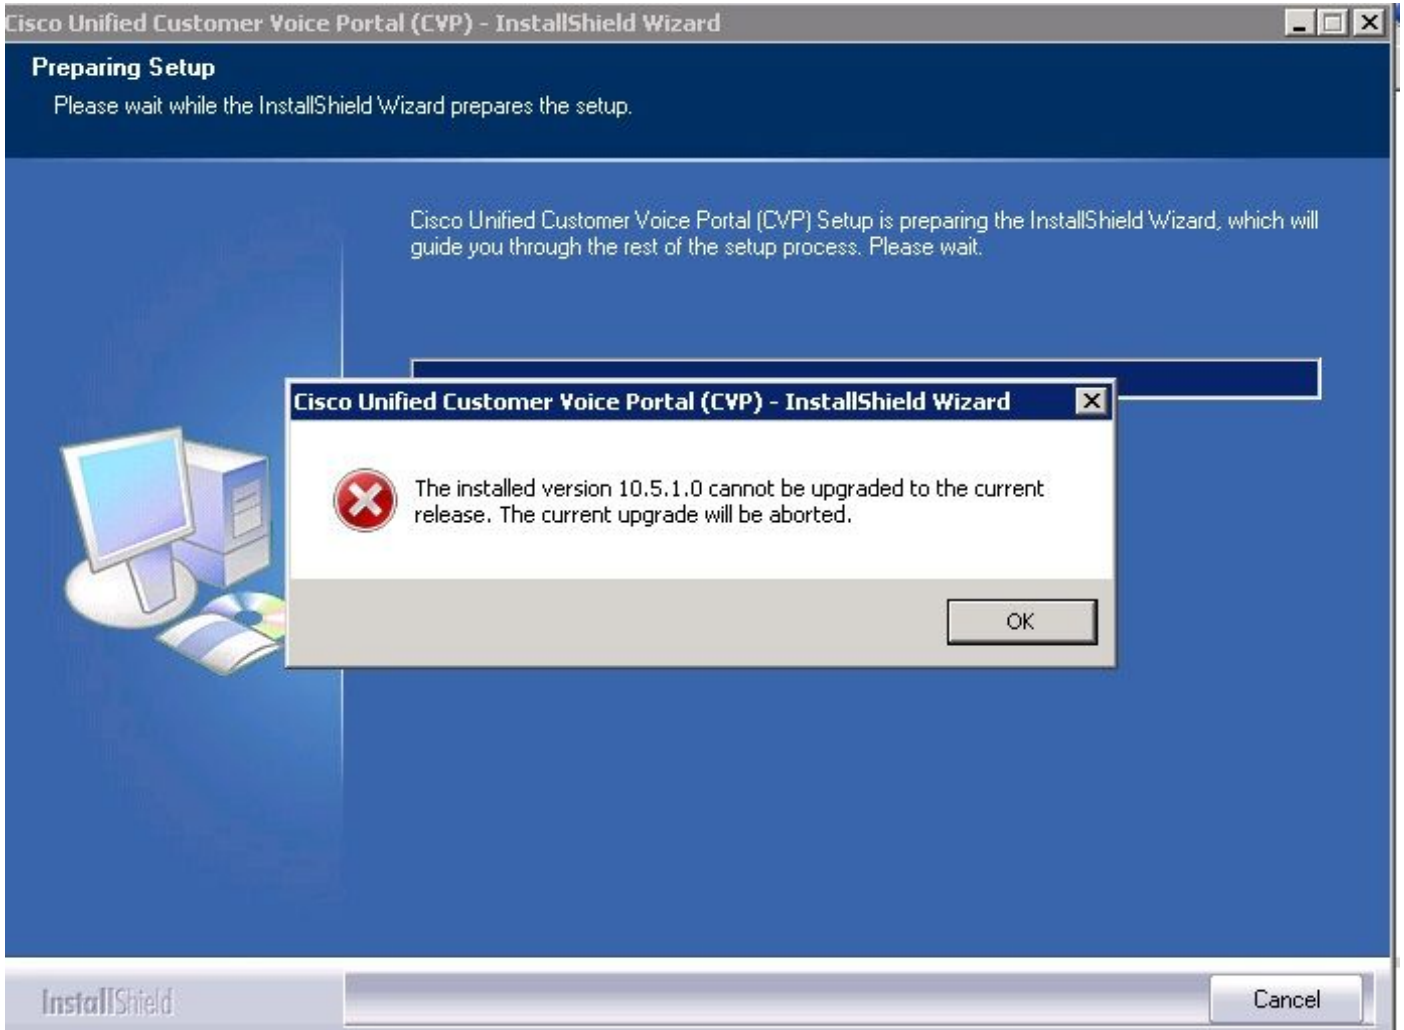 Cisco Unified Customer Voice Portal (CVP) - InstallShield Wizard
Preparing Setup
Please wait while the InstallShield Wizard prepares the setup.
Cisco Unified Customer Voice Portal (CVP) Setup is preparing the InstallShield Wizard, which will
guide you through the rest of the setup process. Please wait.
Cisco Unified Customer Voice Portal (CVP) - InstallShield Wizard
The installed version 10.5.1.0 cannot be upgraded to the current
release. The current upgrade will be aborted.
OK
InstallShield
Cancel